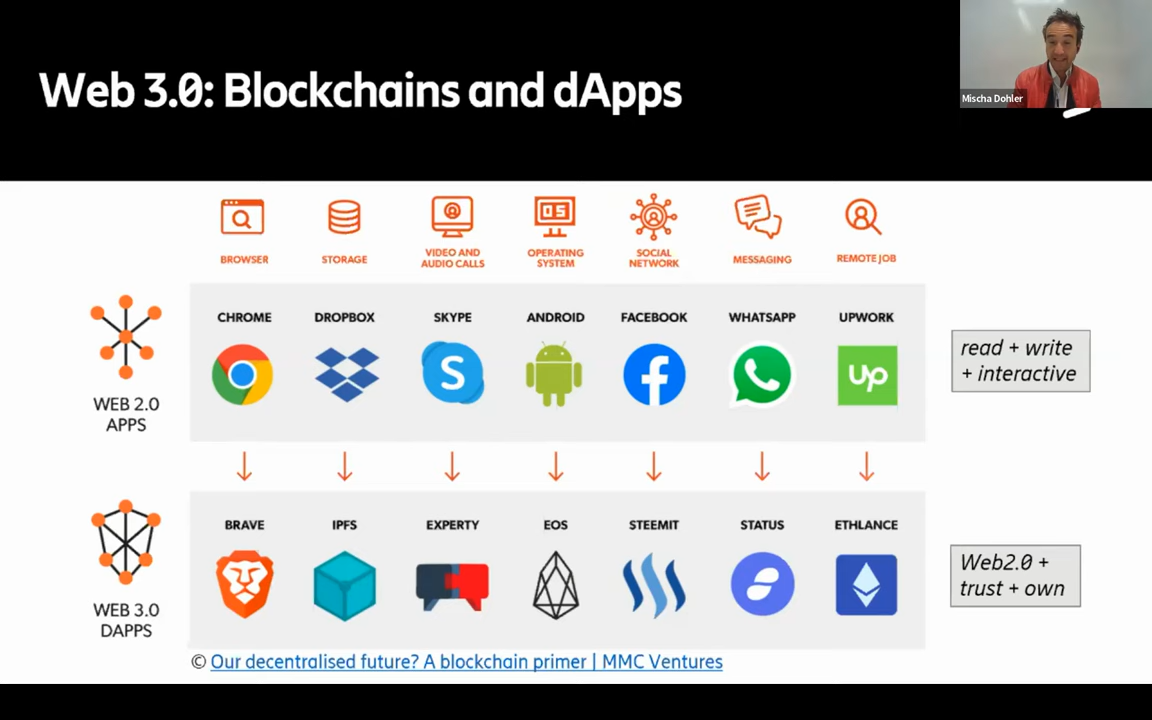 Web 3.0: Blockchains and dApps
Mischa Dohler
BROWSER
STORAGE
VIDEO AND
AUDIO CALLS
OS
OPERATING
SYSTEM
SOCIAL
NETWORK
MESSAGING
REMOTE JOB
WEB 2.0
APPS
CHROME
DROPBOX
SKYPE
ANDROID
FACEBOOK
WHATSAPP
UPWORK
S
f
up
read + write
+ interactive
WEB 3.0
DAPPS
BRAVE
IPFS
EXPERTY
EOS
STEEMIT
STATUS
ETHLANCE
Web2.0 +
trust + own
© Our decentralised future? A blockchain primer | MMC Ventures